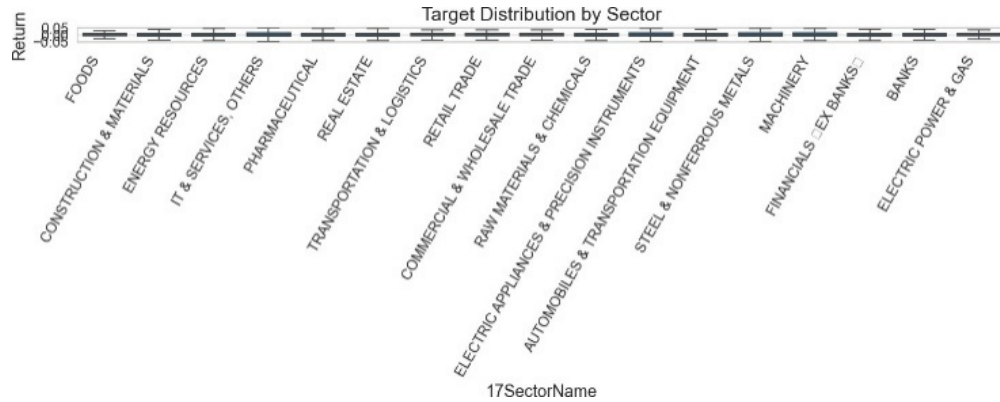 Target Distribution by Sector
Return
0.05
0.00
−0.05
FOODS
CONSTRUCTION & MATERIALS
ENERGY RESOURCES
IT & SERVICES, OTHERS
PHARMACEUTICAL
REAL ESTATE
TRANSPORTATION & LOGISTICS
RETAIL TRADE
COMMERCIAL & WHOLESALE TRADE
RAW MATERIALS & CHEMICALS
ELECTRIC APPLIANCES & PRECISION INSTRUMENTS
AUTOMOBILES & TRANSPORTATION EQUIPMENT
STEEL & NONFERROUS METALS
MACHINERY
FINANCIALS □EX BANKS□
BANKS
ELECTRIC POWER & GAS
17SectorName